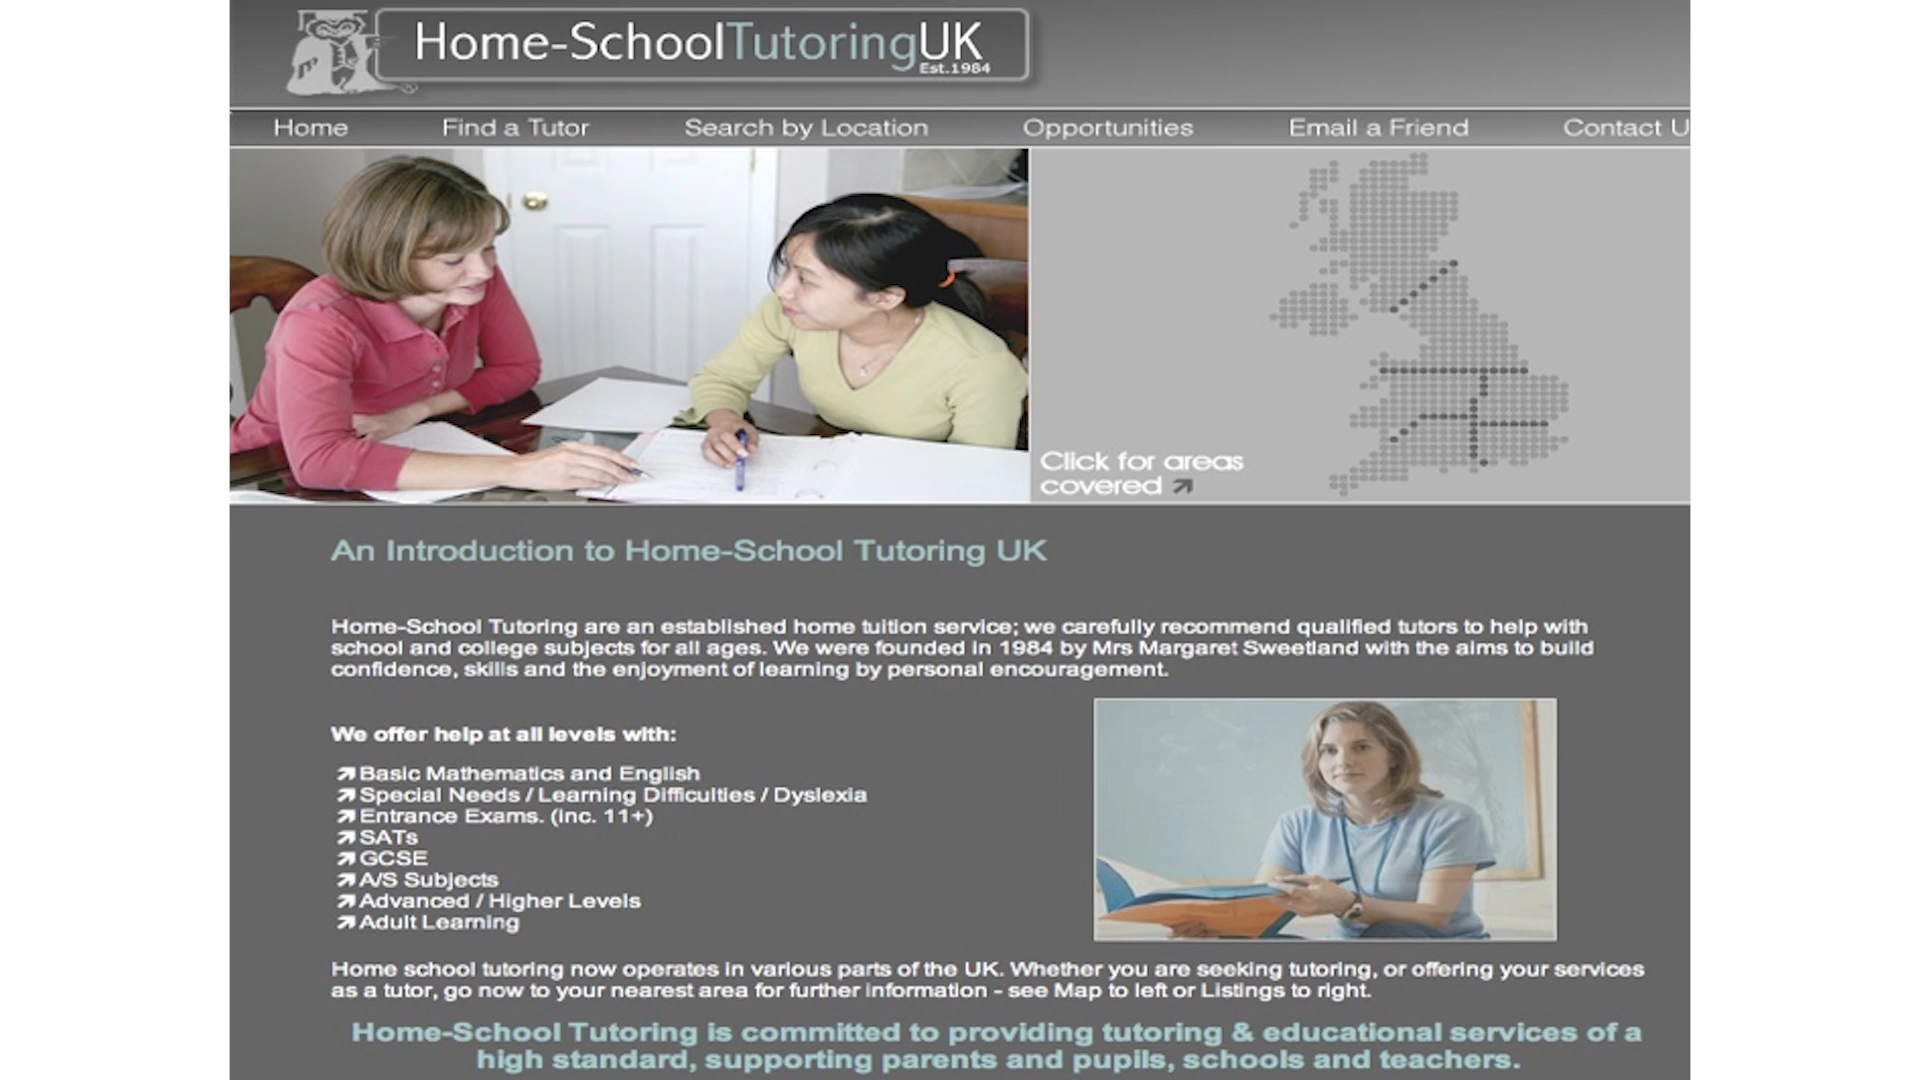 Home-SchoolTutoringUK
Est.1984
Home Find a Tutor Search by Location Opportunities Email a Friend Contact U
Click for areas
covered
An Introduction to Home-School Tutoring UK
Home-School Tutoring are an established home tuition service; we carefully recommend qualified tutors to help with
school and college subjects for all ages. We were founded in 1984 by Mrs Margaret Sweetland with the aims to build
confidence, skills and the enjoyment of learning by personal encouragement.
We offer help at all levels with:
Basic Mathematics and English
Special Needs / Learning Difficulties / Dyslexia
Entrance Exams. (inc. 11+)
SATs
GCSE
A/S Subjects
Advanced / Higher Levels
Adult Learning
Home school tutoring now operates in various parts of the UK. Whether you are seeking tutoring, or offering your services
as a tutor, go now to your nearest area for further information - see Map to left or Listings to right.
Home-School Tutoring is committed to providing tutoring & educational services of a
high standard, supporting parents and pupils, schools and teachers.